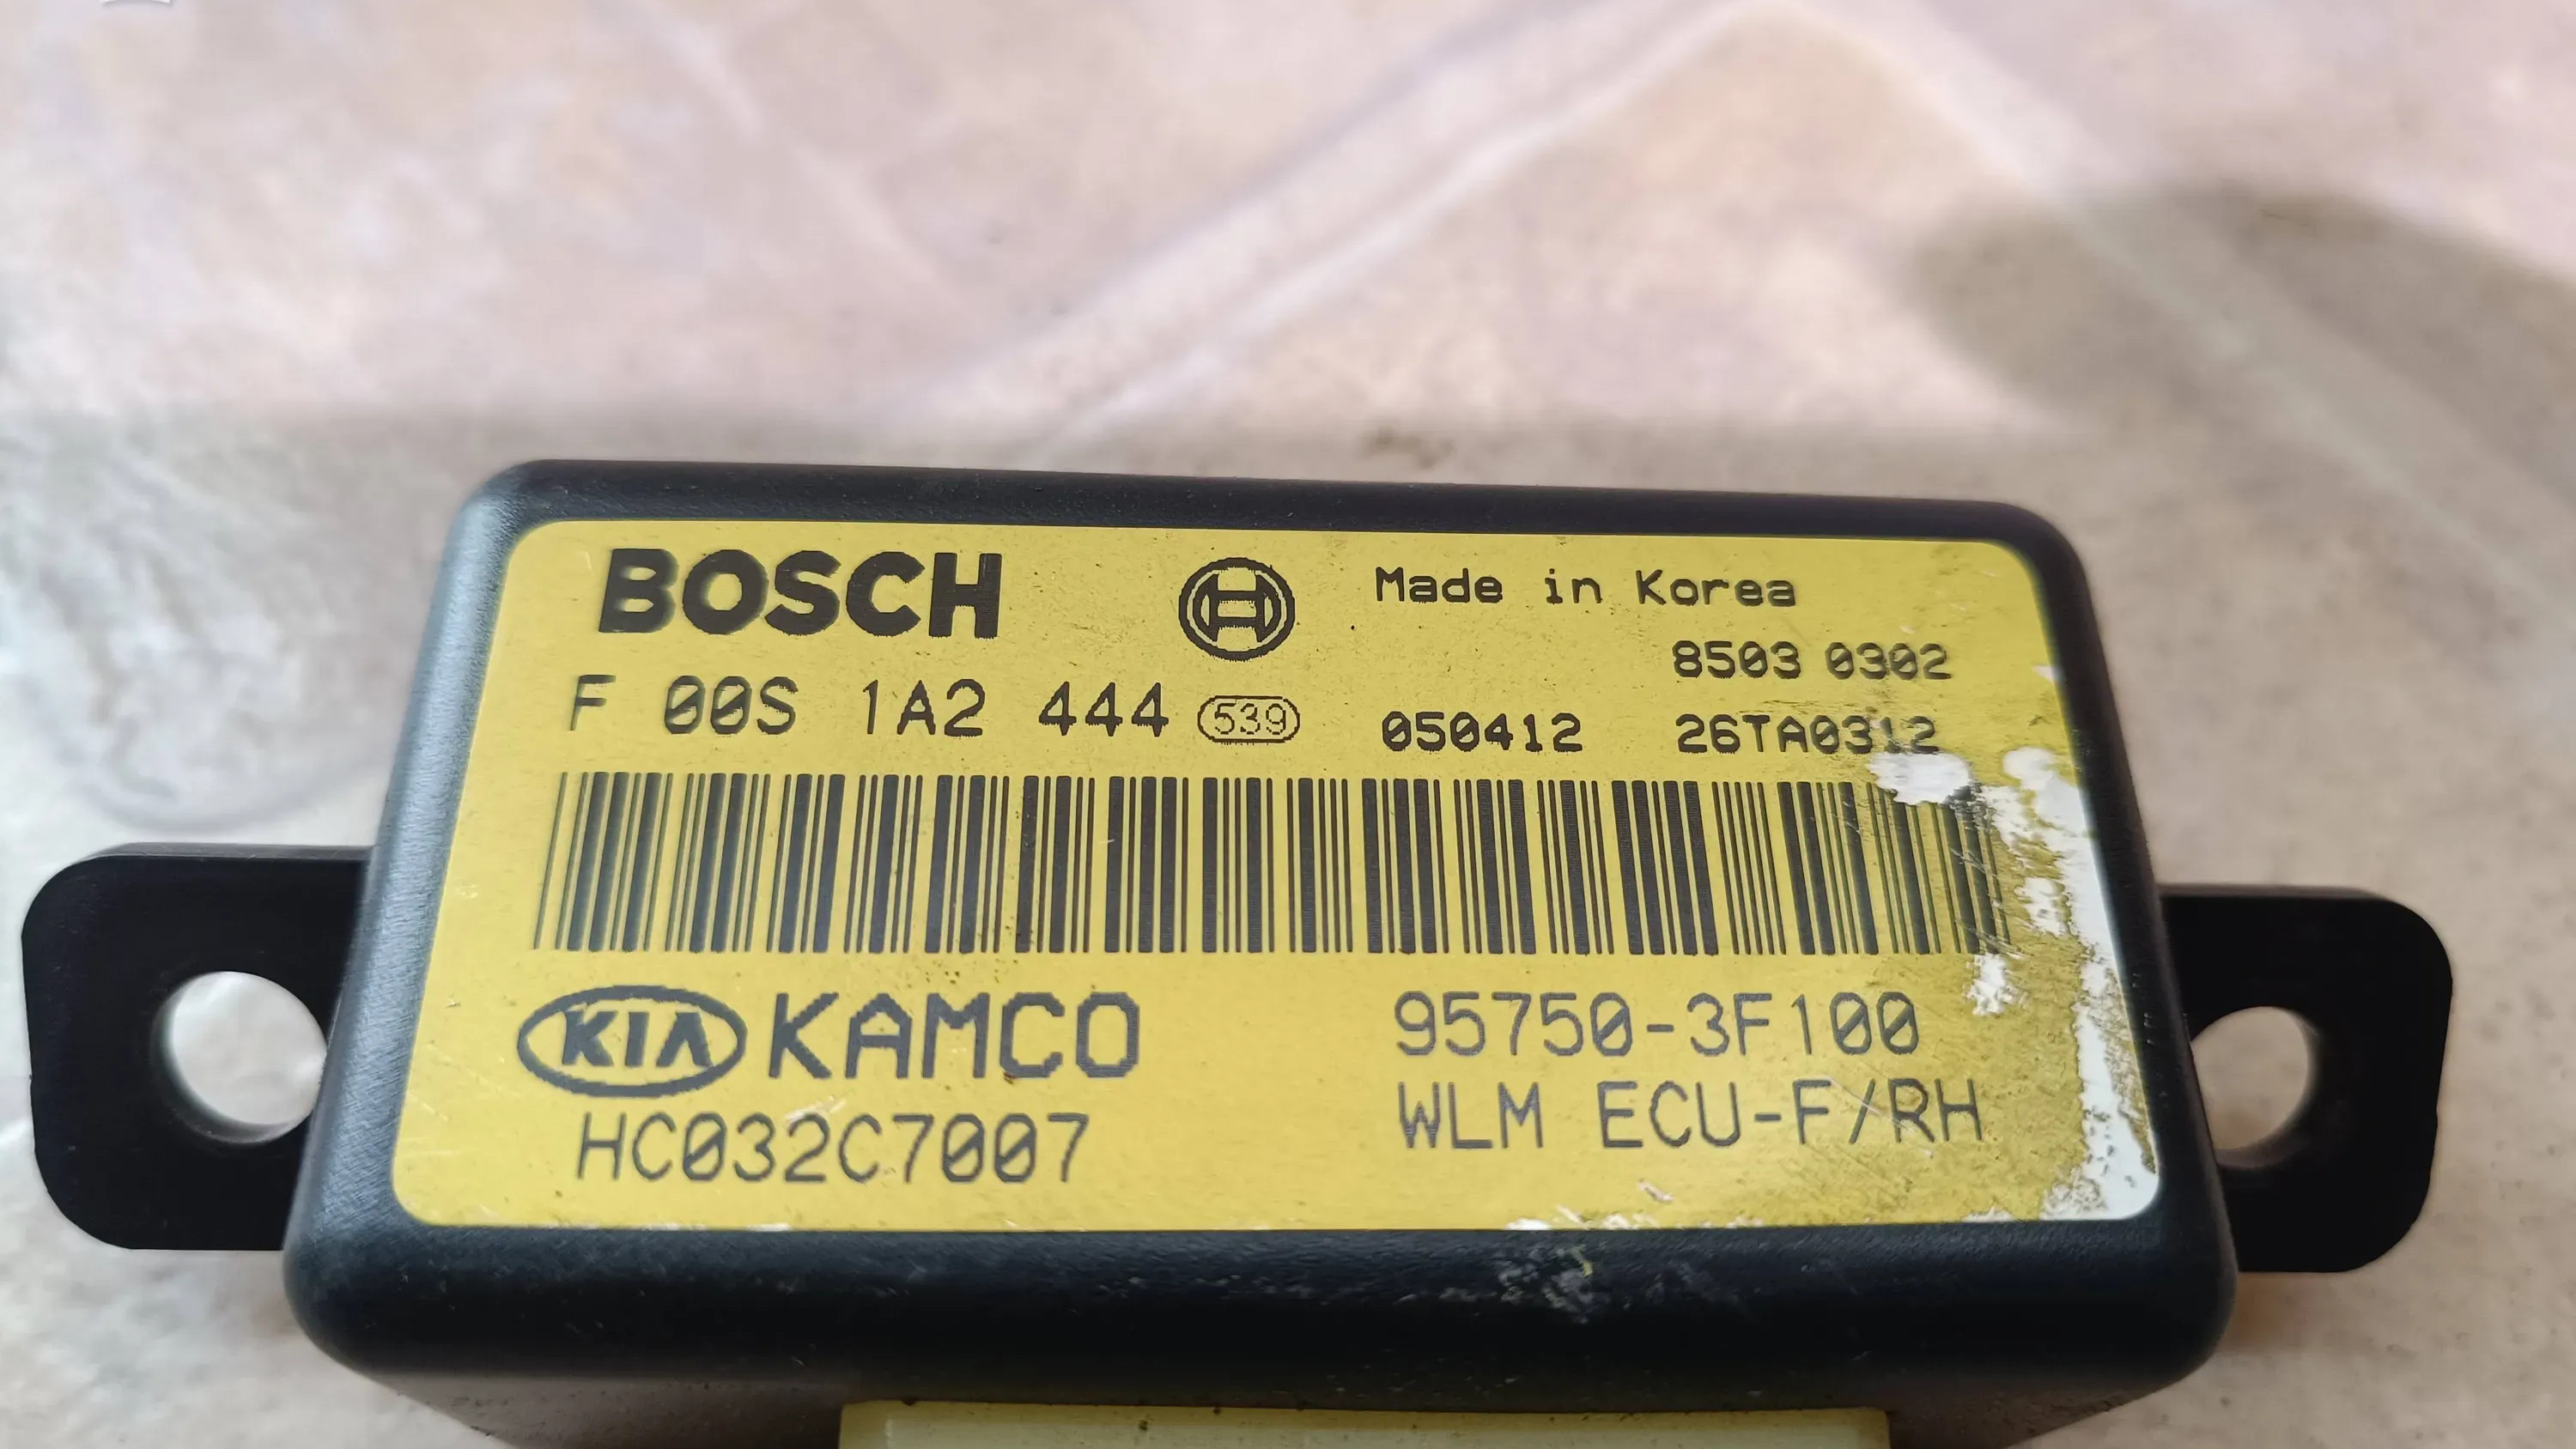 BOSCH Made in Korea
8503 0302
F 00S 1A2 444 539 050412 26TA0312
KIA KAMCO 95750-3F100
HC032C7007 WLM ECU-F/RH